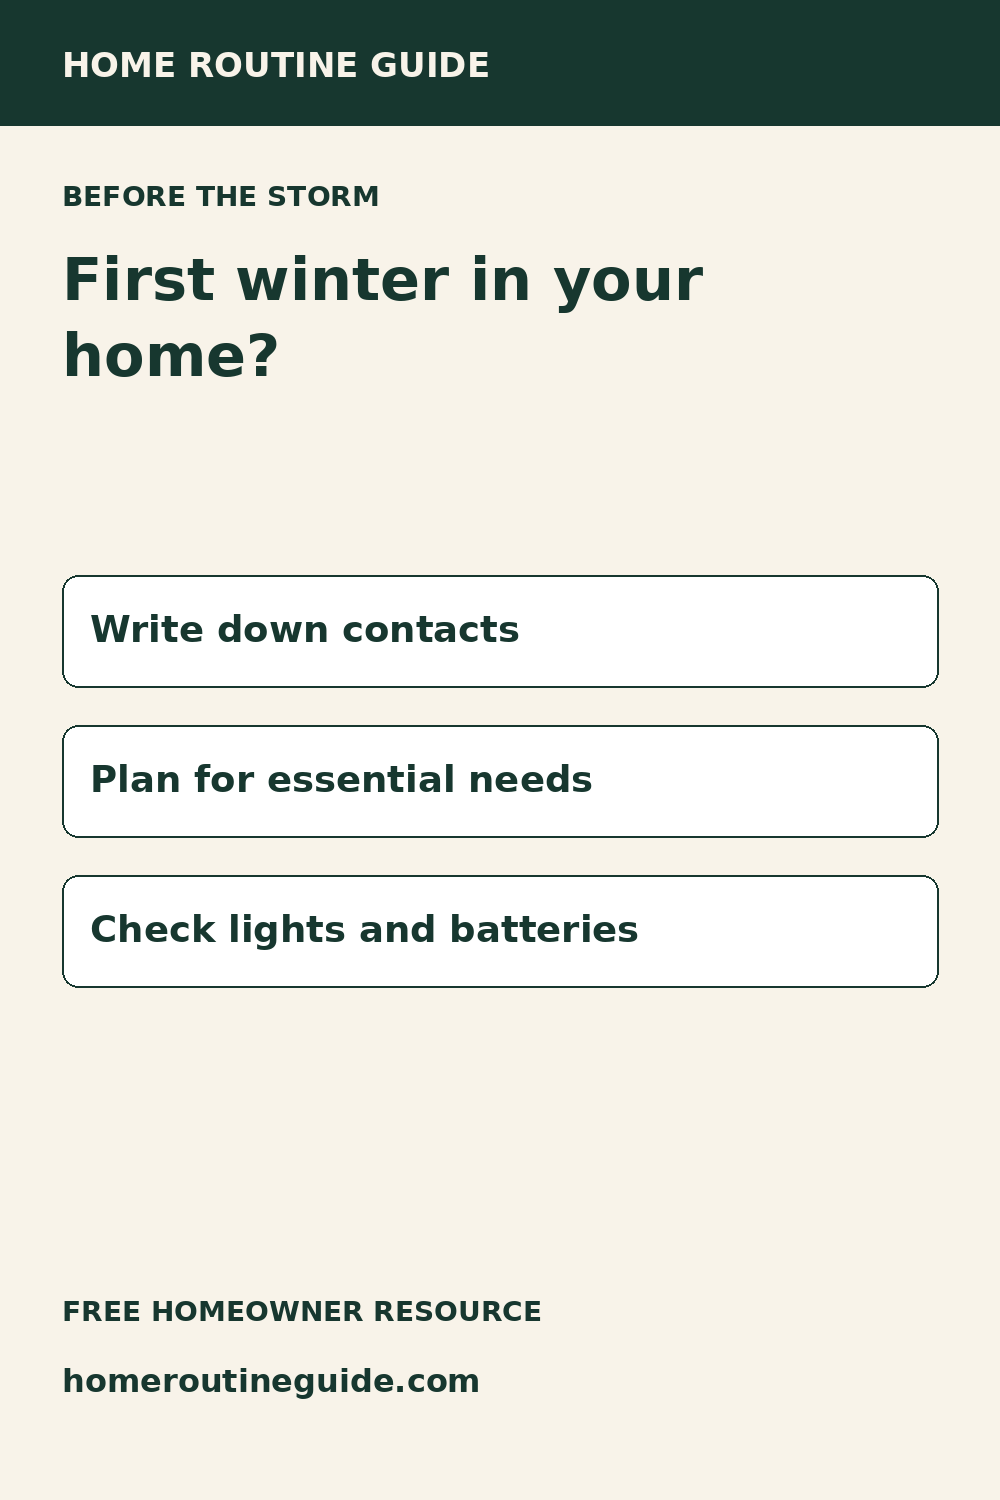 HOME ROUTINE GUIDE
BEFORE THE STORM
First winter in your
home?
Write down contacts
Plan for essential needs
Check lights and batteries
FREE HOMEOWNER RESOURCE
homeroutineguide.com